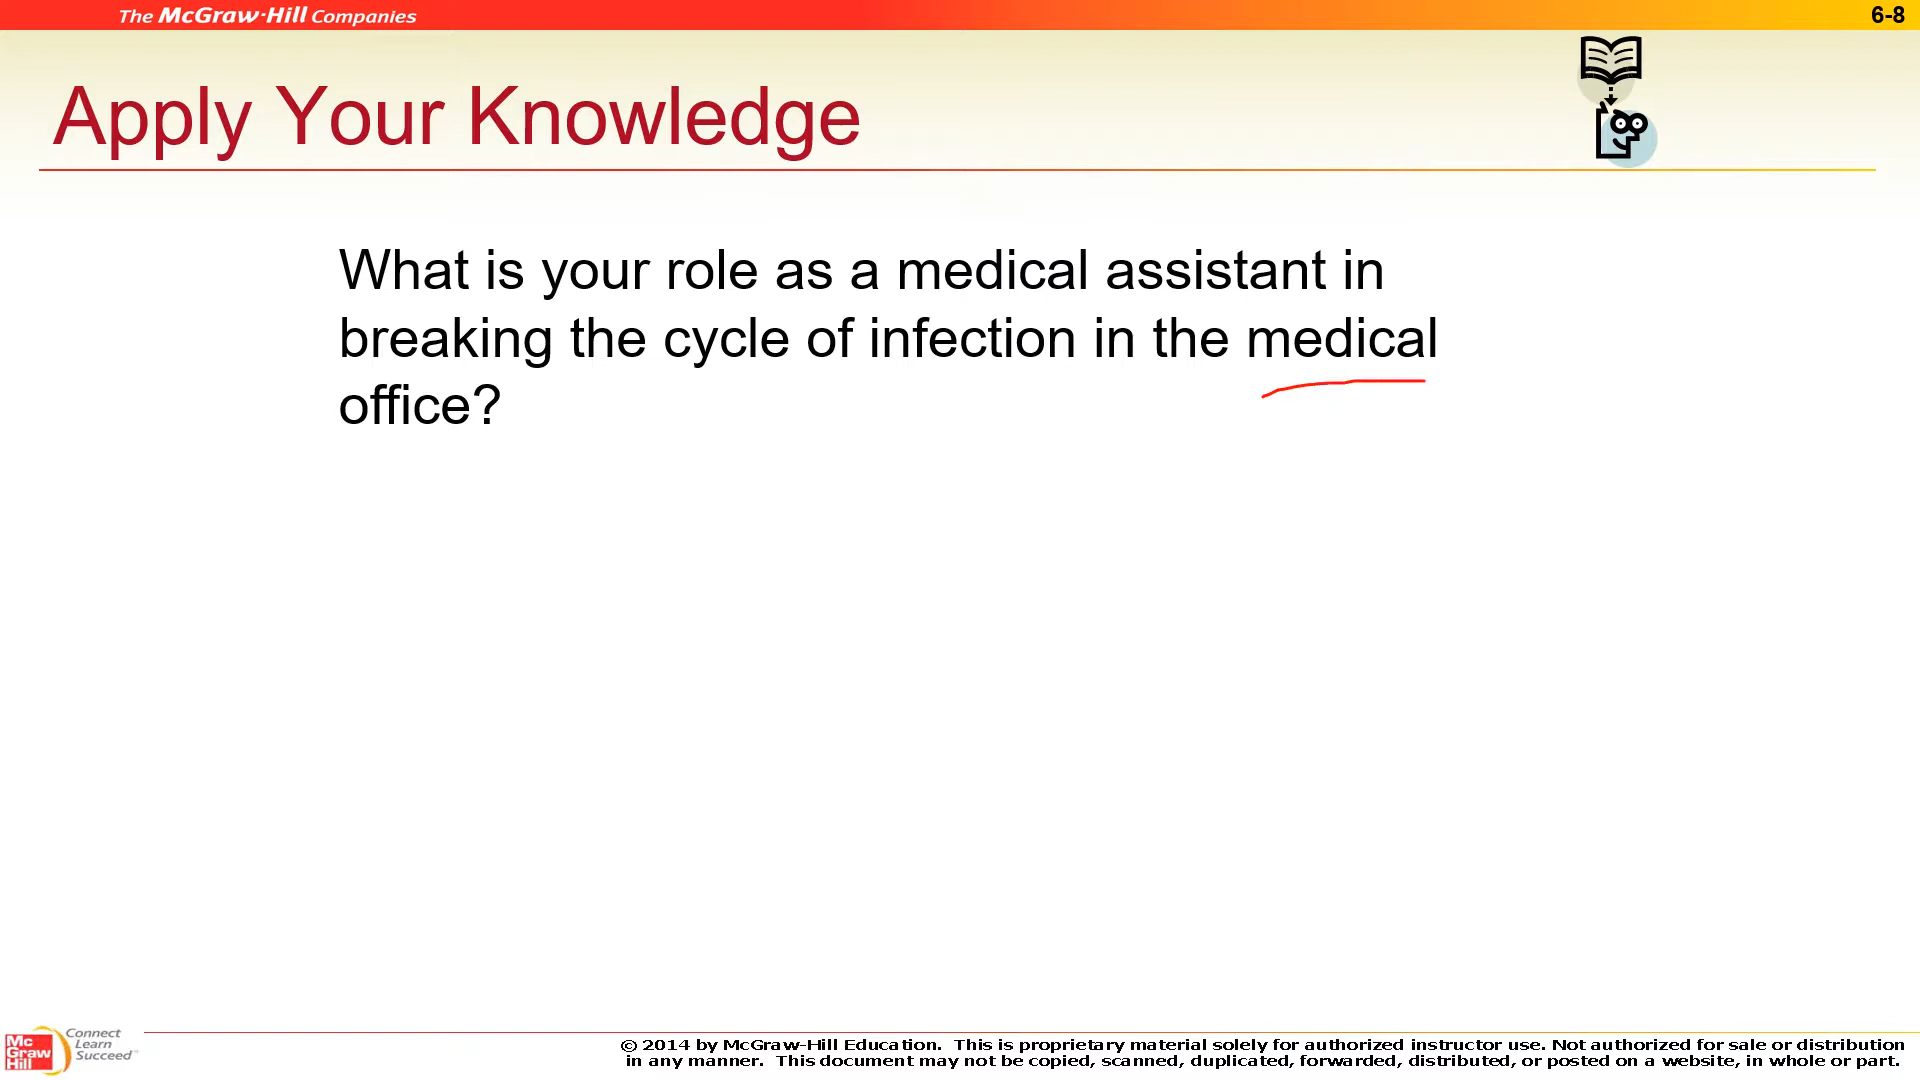 The McGraw-Hill Companies
6-8
Apply Your Knowledge
What is your role as a medical assistant in
breaking the cycle of infection in the medical
office?
Mc
Graw
Hill
Connect
Learn
Succeed™
© 2014 by McGraw-Hill Education. This is proprietary material solely for authorized instructor use. Not authorized for sale or distribution
in any manner. This document may not be copied, scanned, duplicated, forwarded, distributed, or posted on a website, in whole or part.